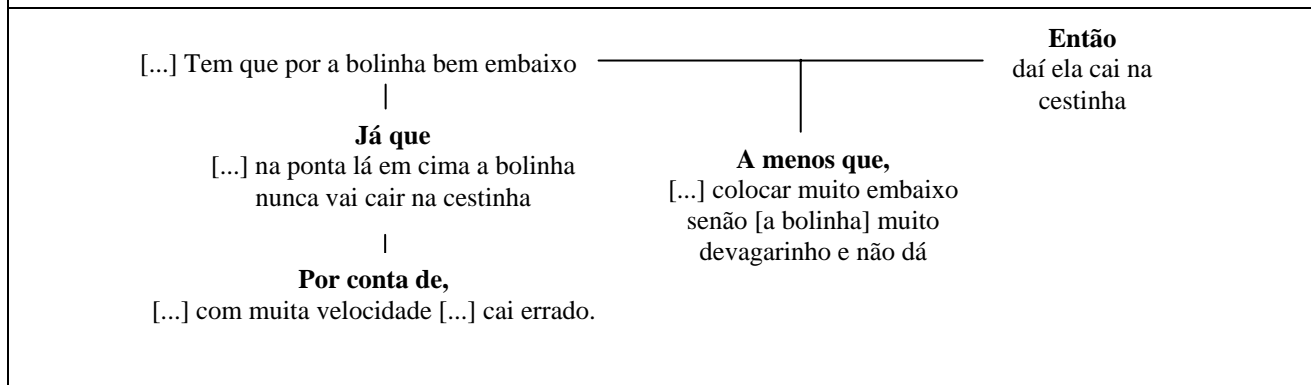 [...] Tem que por a bolinha bem embaixo
Então
daí ela cai na
cestinha
Já que
[...] na ponta lá em cima a bolinha
nunca vai cair na cestinha
A menos que,
[...] colocar muito embaixo
senão [a bolinha] muito
devagarinho e não dá
Por conta de,
[...] com muita velocidade [...] cai errado.